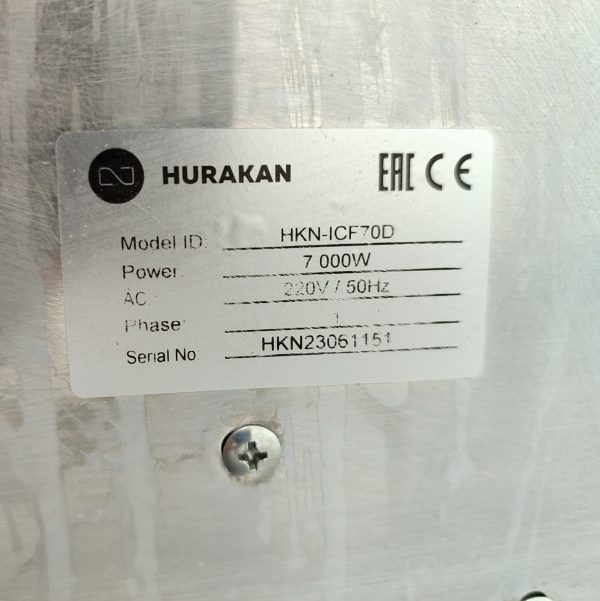 HURAKAN EAC CE
Model ID: HKN-ICF70D
Power: 7 000W
AC: 220V / 50Hz
Phase: 1
Serial No: HKN23061151